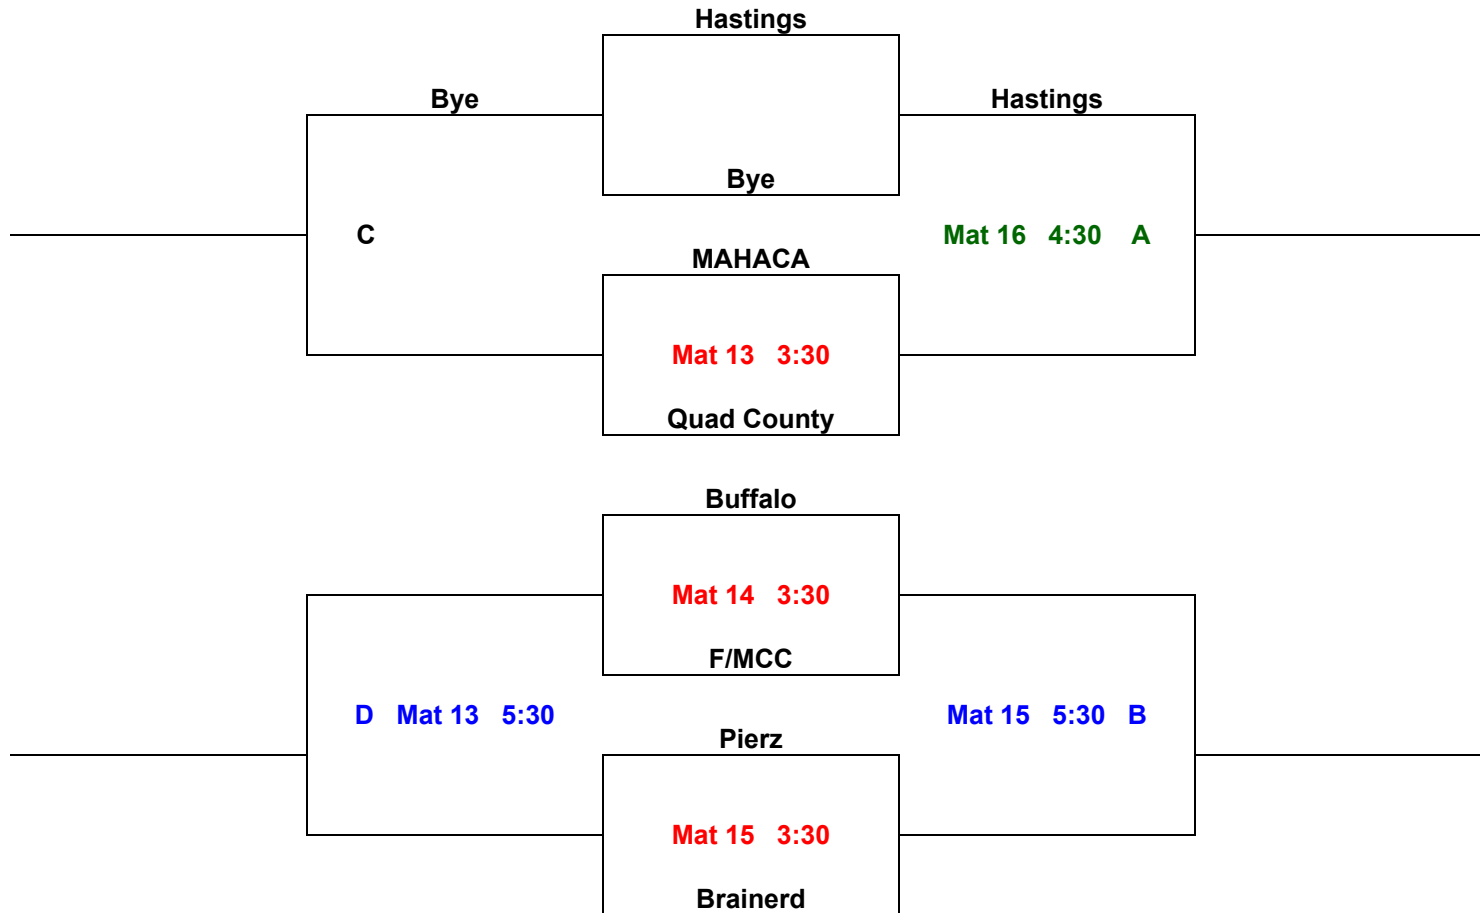 Hastings
Bye
Hastings
Bye
C
Mat 16 4:30 A
MAHACA
Mat 13 3:30
Quad County
Buffalo
Mat 14 3:30
F/MCC
D Mat 13 5:30
Mat 15 5:30 B
Pierz
Mat 15 3:30
Brainerd